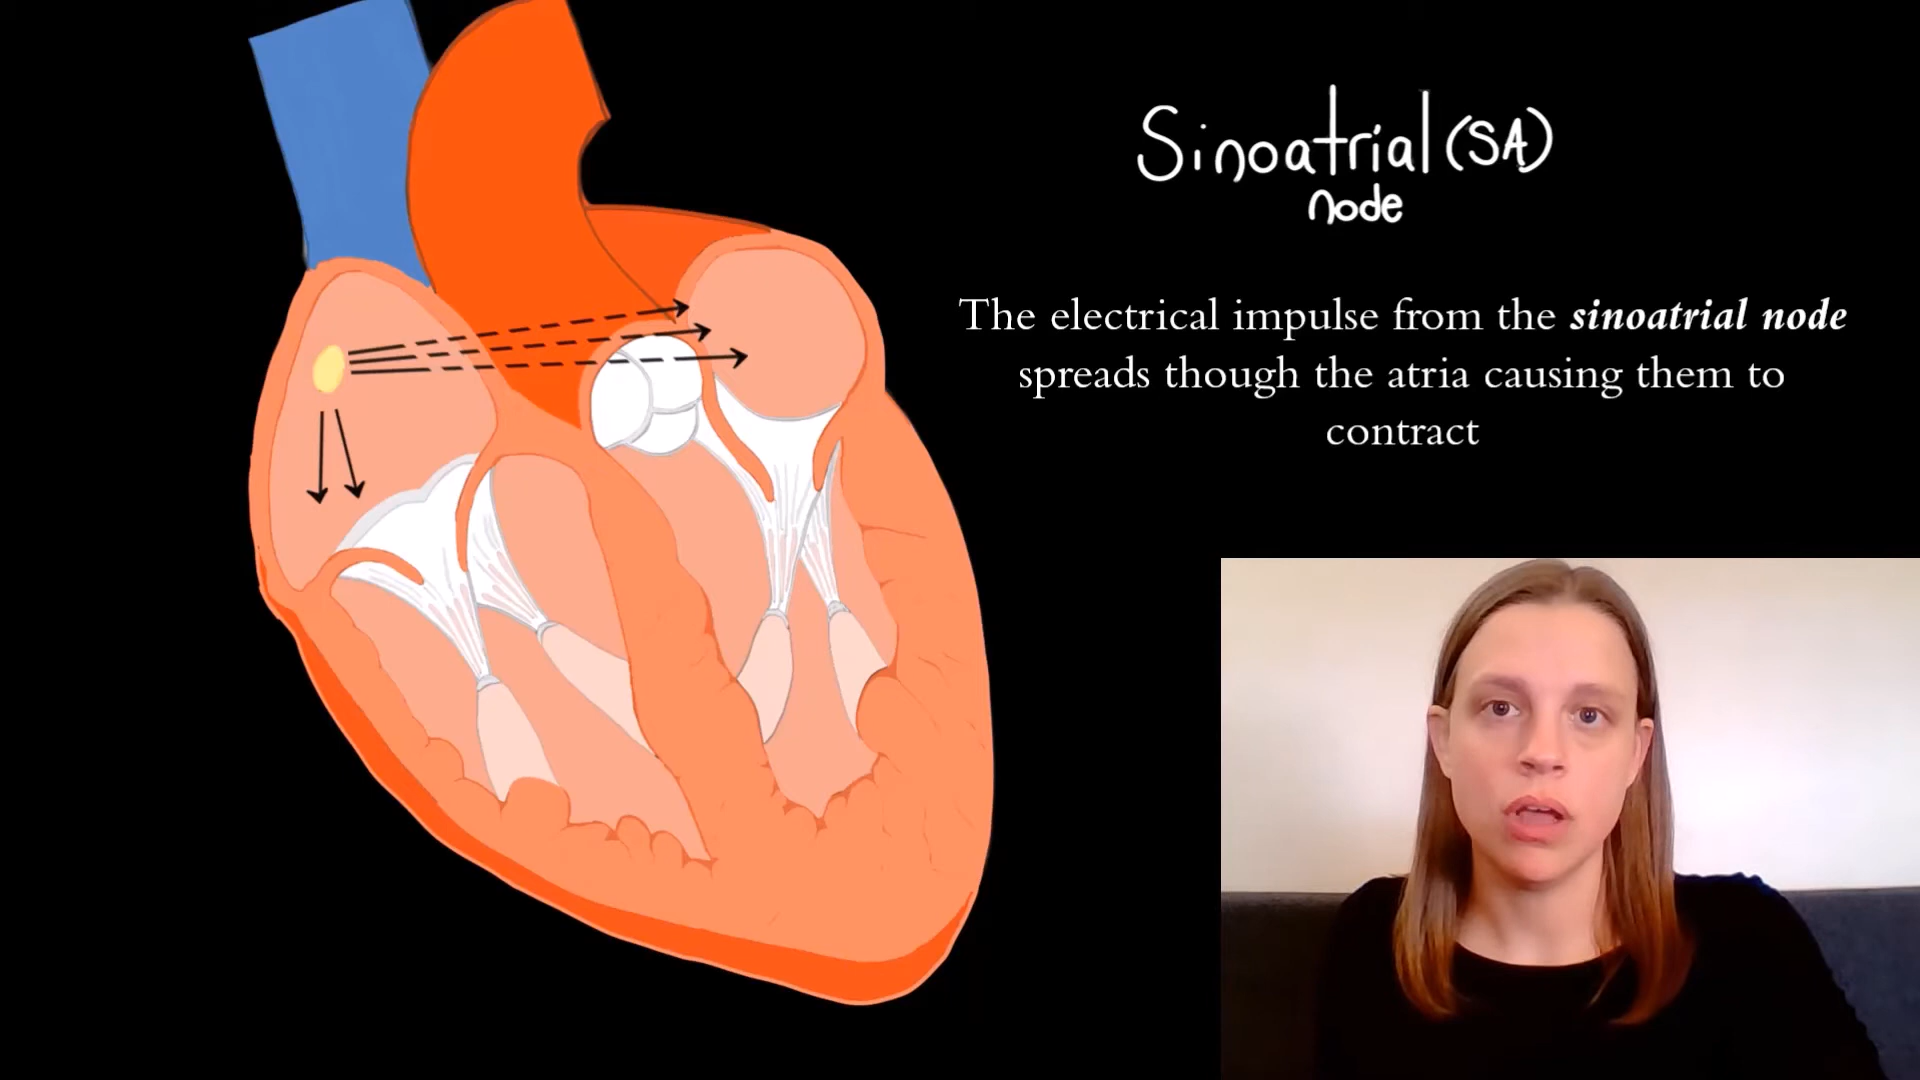 Sinoatrial (SA)
node
The electrical impulse from the sinoatrial node
spreads though the atria causing them to
contract